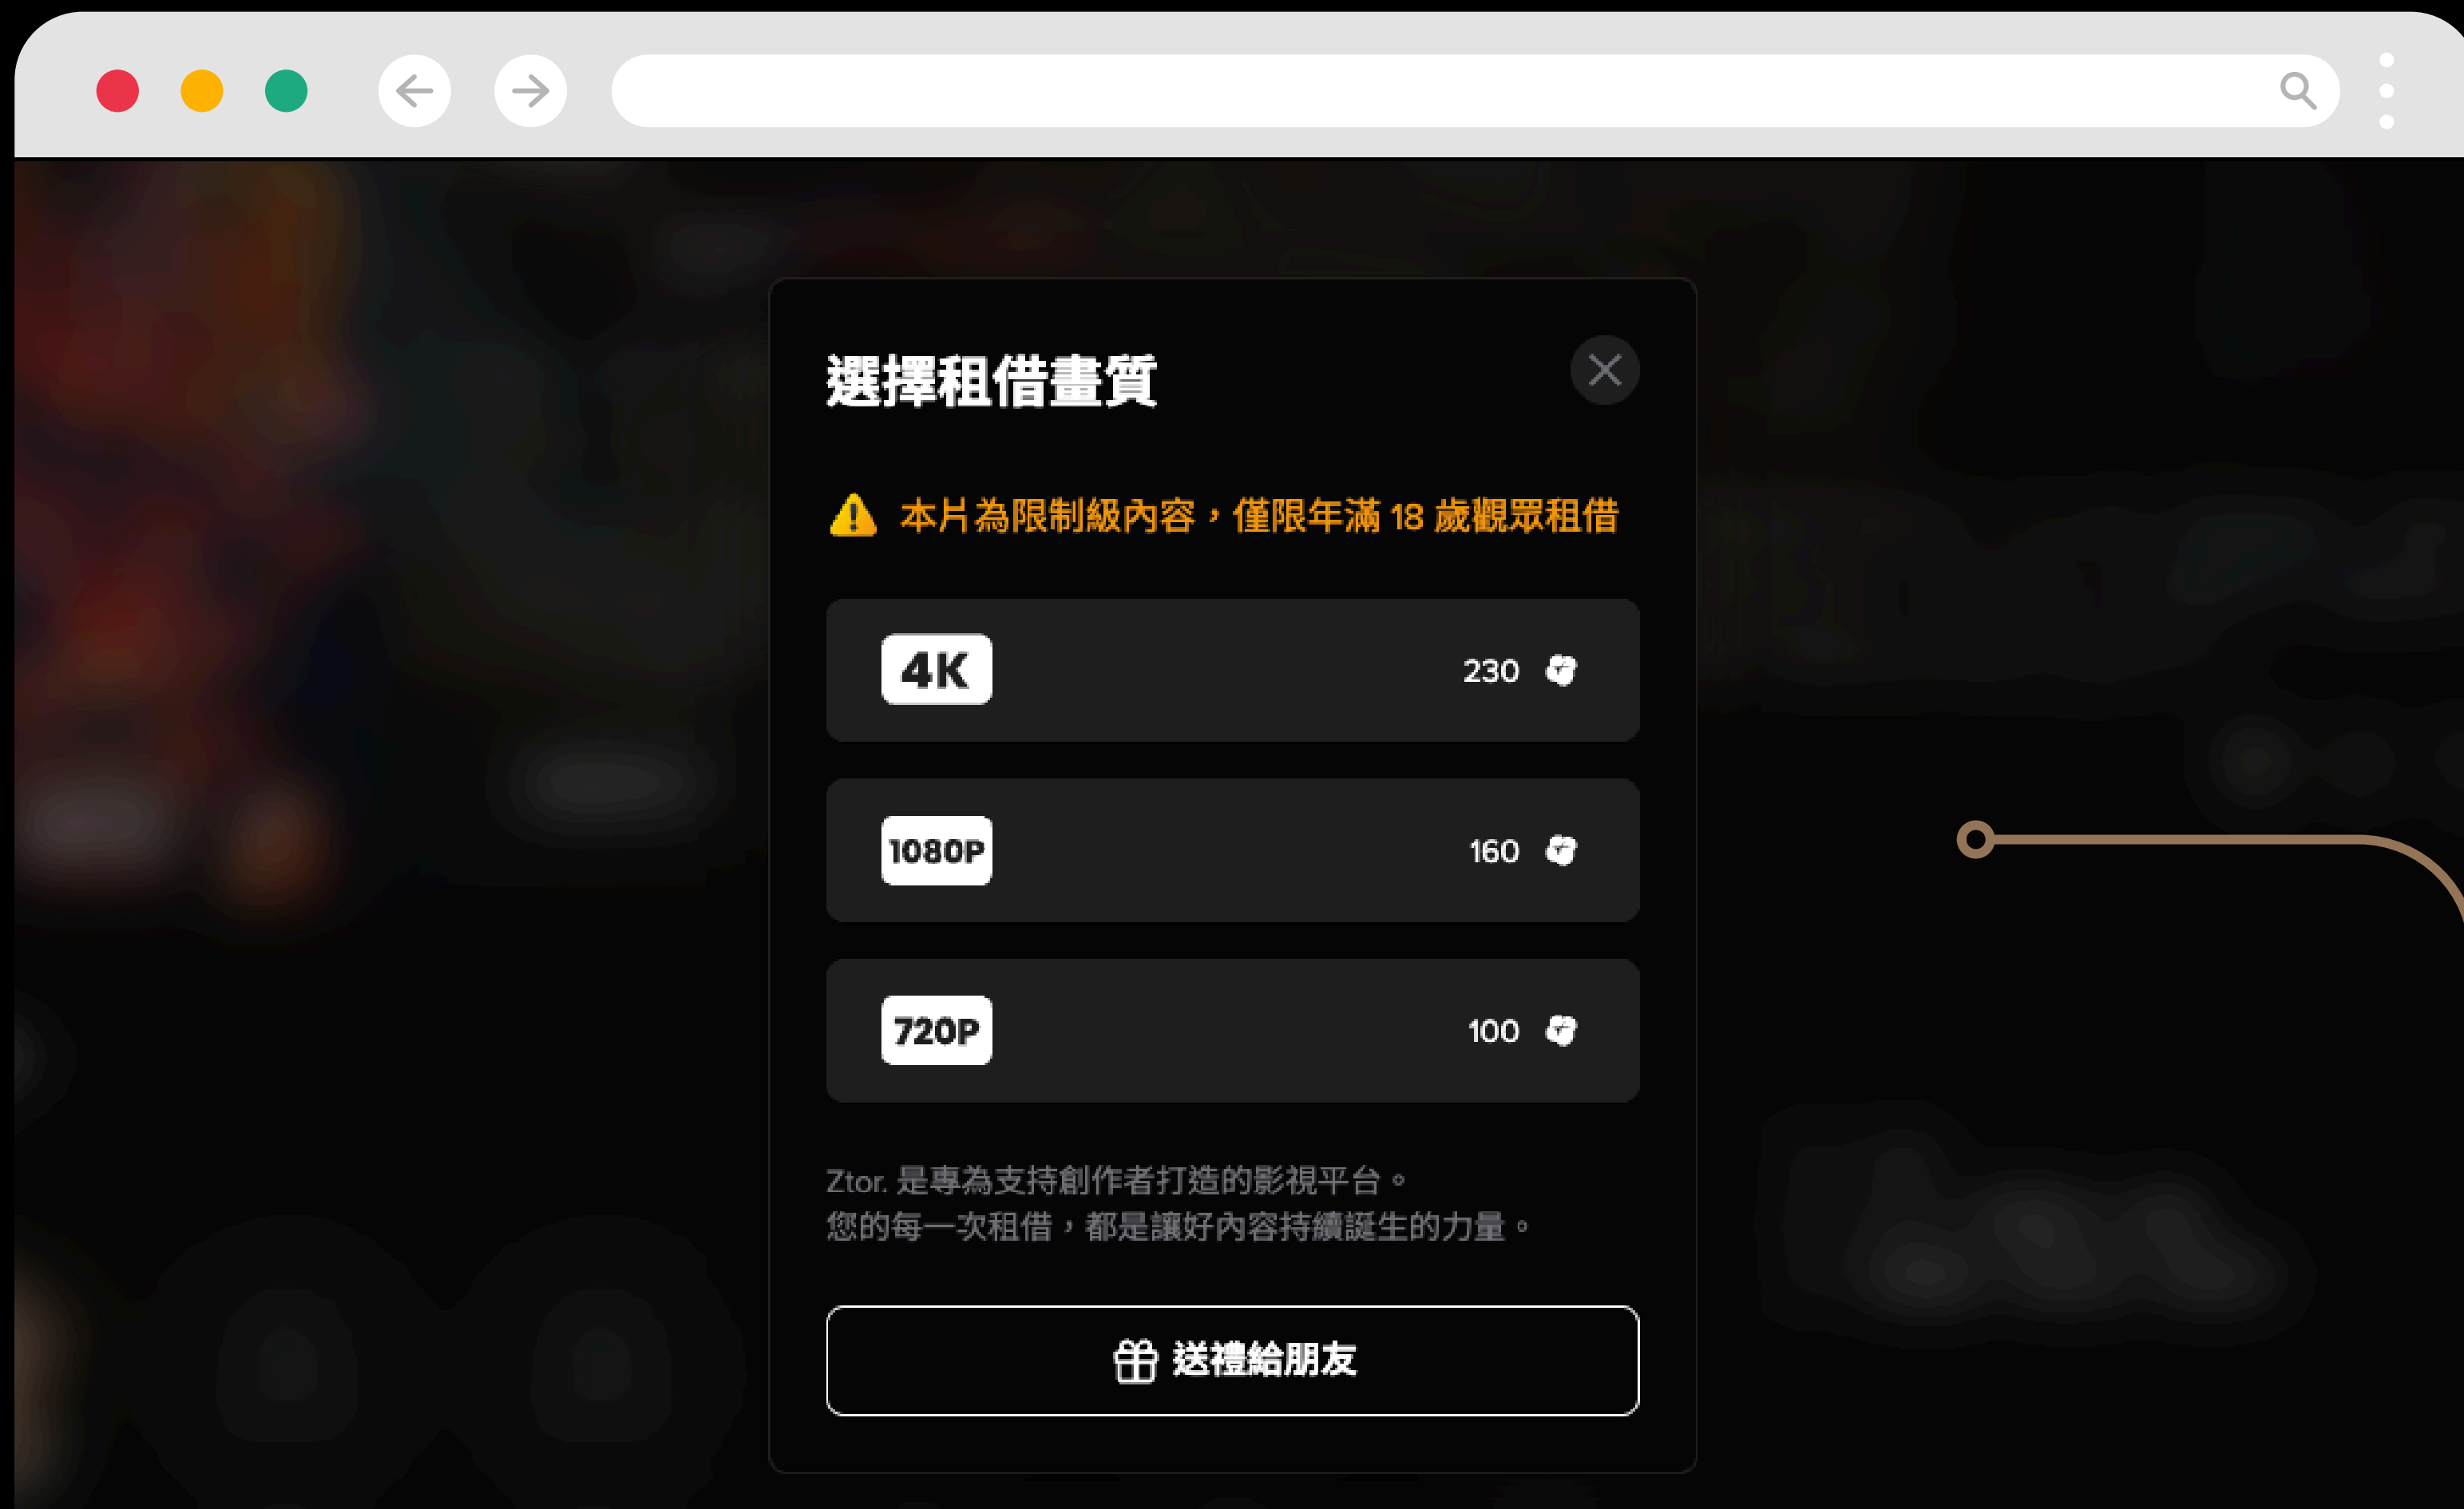 選擇租借畫質
本片為限制級內容，僅限年滿 18 歲觀眾租借
4K 230
1080P 160
720P 100
Ztor. 是專為支持創作者打造的影視平台。
您的每一次租借，都是讓好內容持續誕生的力量。
送禮給朋友